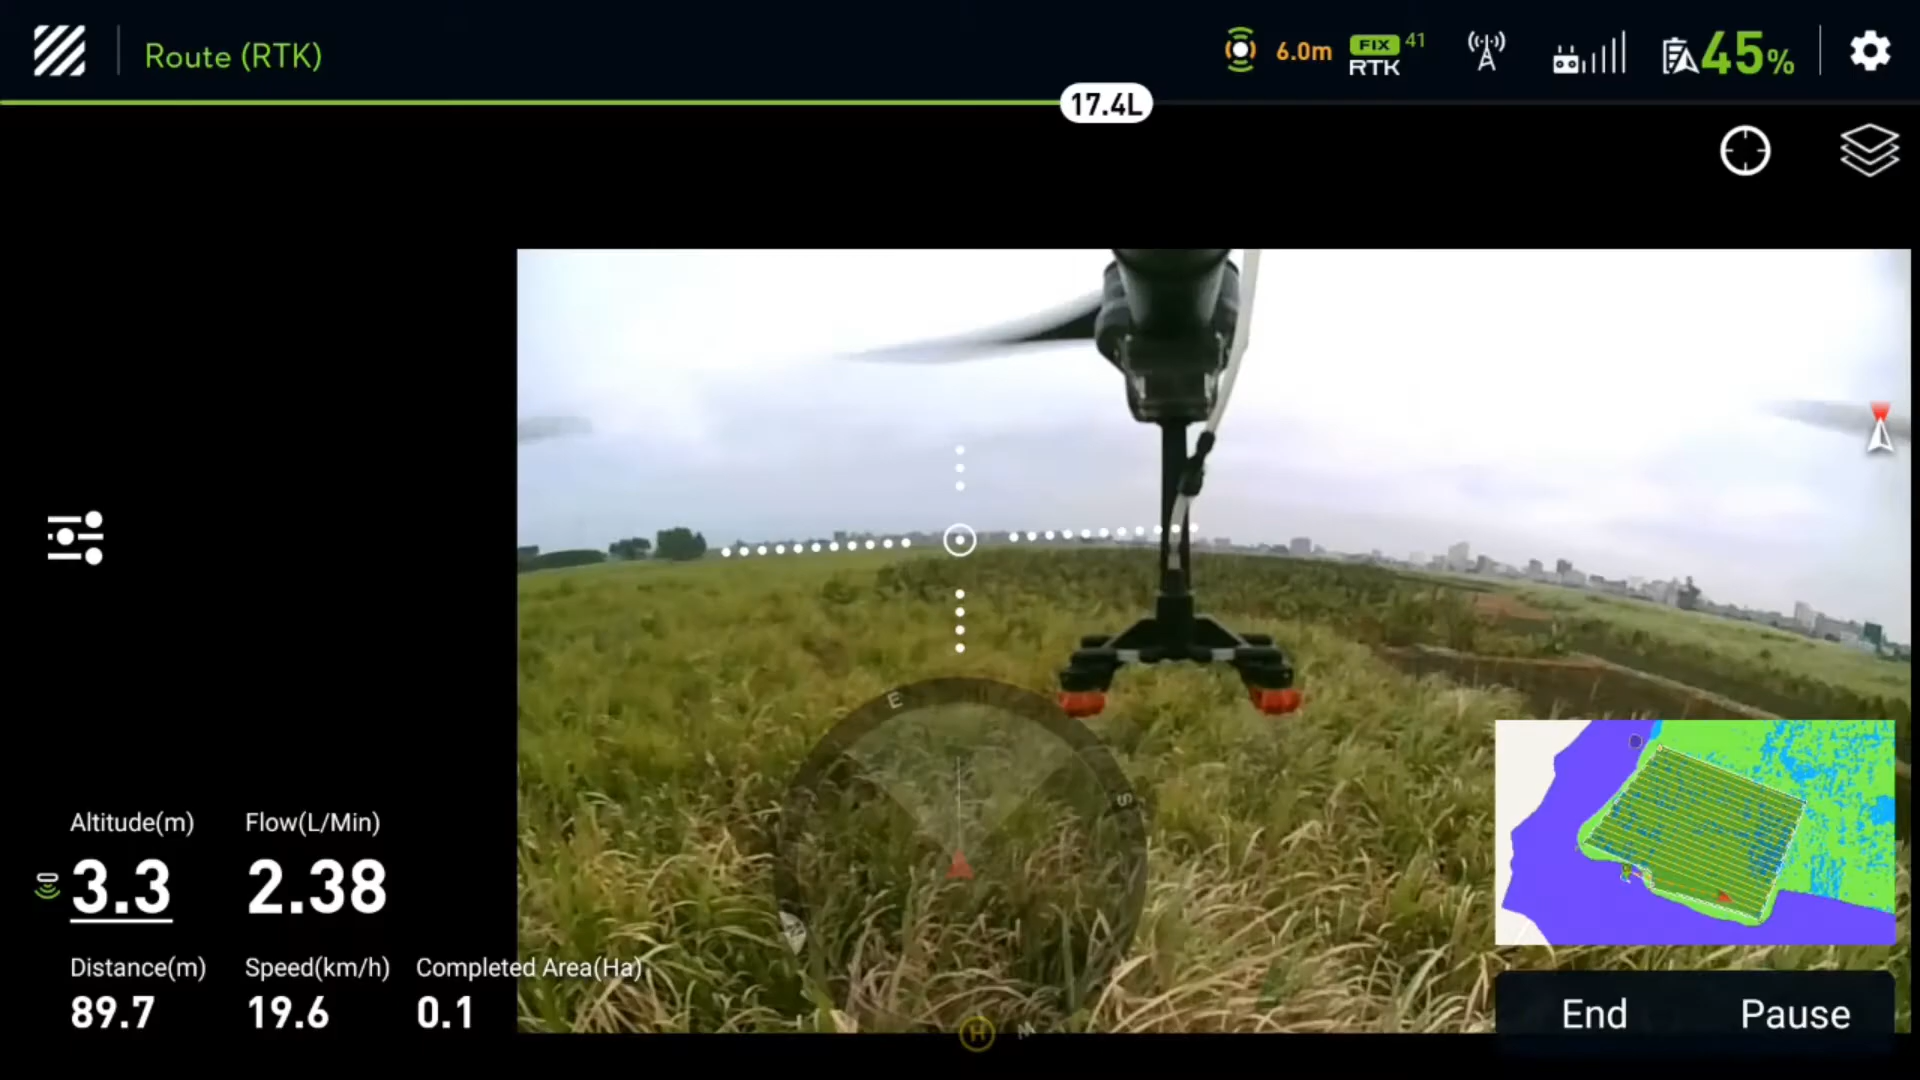 Route (RTK)
6.0m
FIX 41
RTK
45%
17.4L
E
S
Altitude(m) Flow(L/Min)
3.3 2.38
Distance(m) Speed(km/h) Completed Area(Ha)
89.7 19.6 0.1
H
End Pause